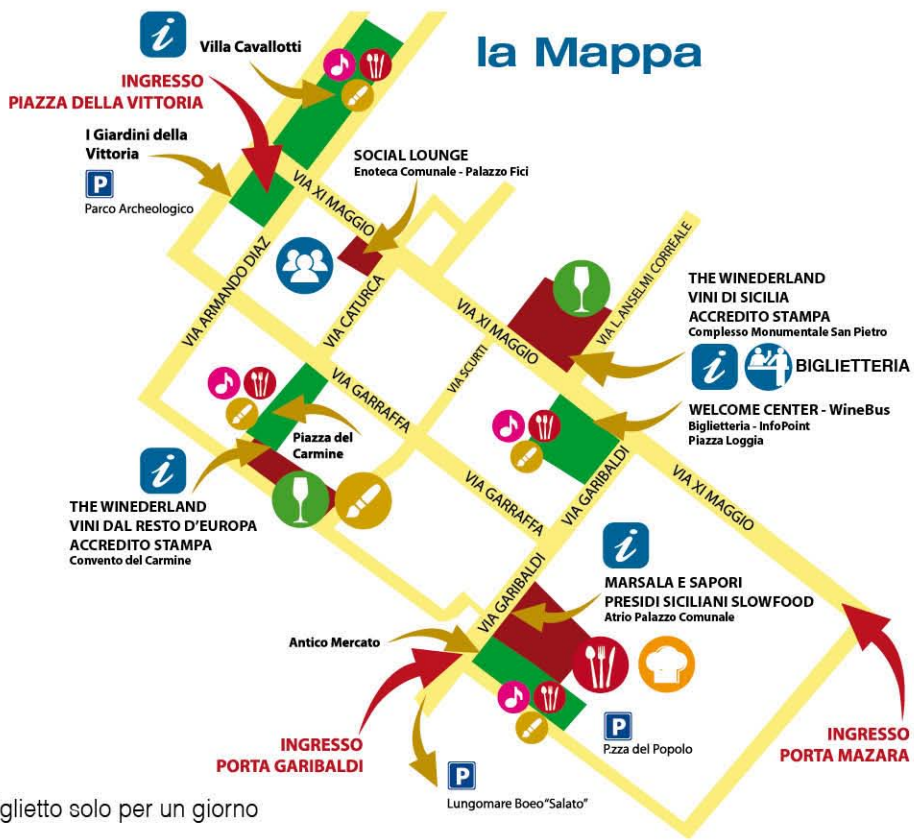 la Mappa
i
Villa Cavallotti
INGRESSO
PIAZZA DELLA VITTORIA
I Giardini della
Vittoria
P
Parco Archeologico
SOCIAL LOUNGE
Enoteca Comunale - Palazzo Fici
VIA XI MAGGIO
VIA ARMANDO DIAZ
VIA CATURCA
VIA XI MAGGIO
VIA L. ANSELMI CORREALE
VIA SCURTI
THE WINEDERLAND
VINI DI SICILIA
ACCREDITO STAMPA
Complesso Monumentale San Pietro
i
BIGLIETTERIA
WELCOME CENTER - WineBus
Biglietteria - InfoPoint
Piazza Loggia
VIA GARRAFFA
Piazza del
Carmine
i
THE WINEDERLAND
VINI DAL RESTO D'EUROPA
ACCREDITO STAMPA
Convento del Carmine
VIA GARRAFFA
VIA GARIBALDI
VIA XI MAGGIO
VIA GARIBALDI
i
MARSALA E SAPORI
PRESIDI SICILIANI SLOWFOOD
Atrio Palazzo Comunale
Antico Mercato
INGRESSO
PORTA GARIBALDI
P
P.zza del Popolo
INGRESSO
PORTA MAZARA
P
Lungomare Boeo "Salato"
glietto solo per un giorno